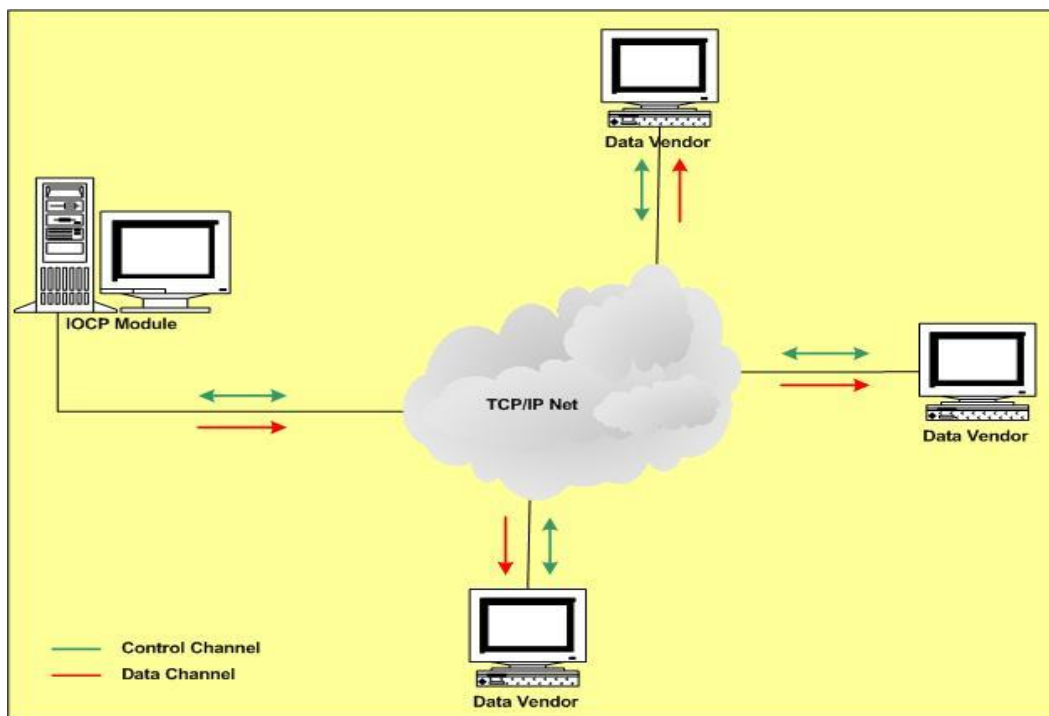 Data Vendor
IOCP Module
TCP/IP Net
Data Vendor
Control Channel
Data Channel
Data Vendor